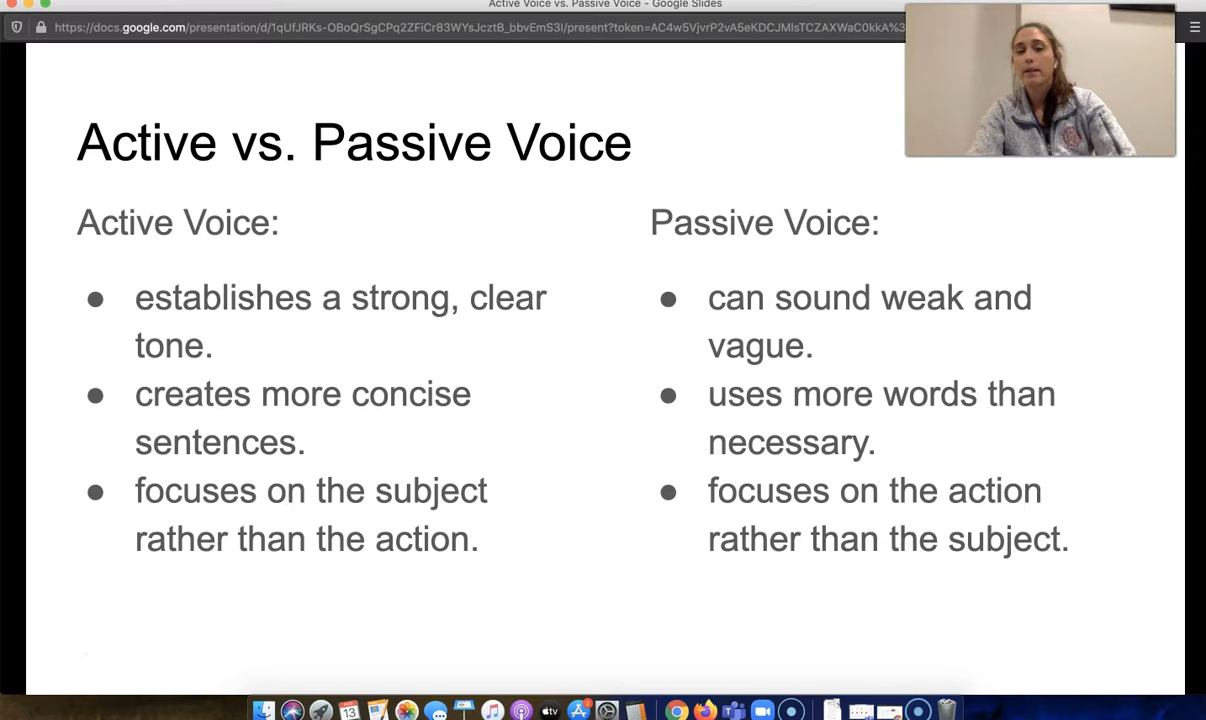 Active Voice vs. Passive Voice - Google Slides
Active vs. Passive Voice
Active Voice:
● establishes a strong, clear
tone.
● creates more concise
sentences.
● focuses on the subject
rather than the action.
Passive Voice:
● can sound weak and
vague.
● uses more words than
necessary.
● focuses on the action
rather than the subject.
13
tv